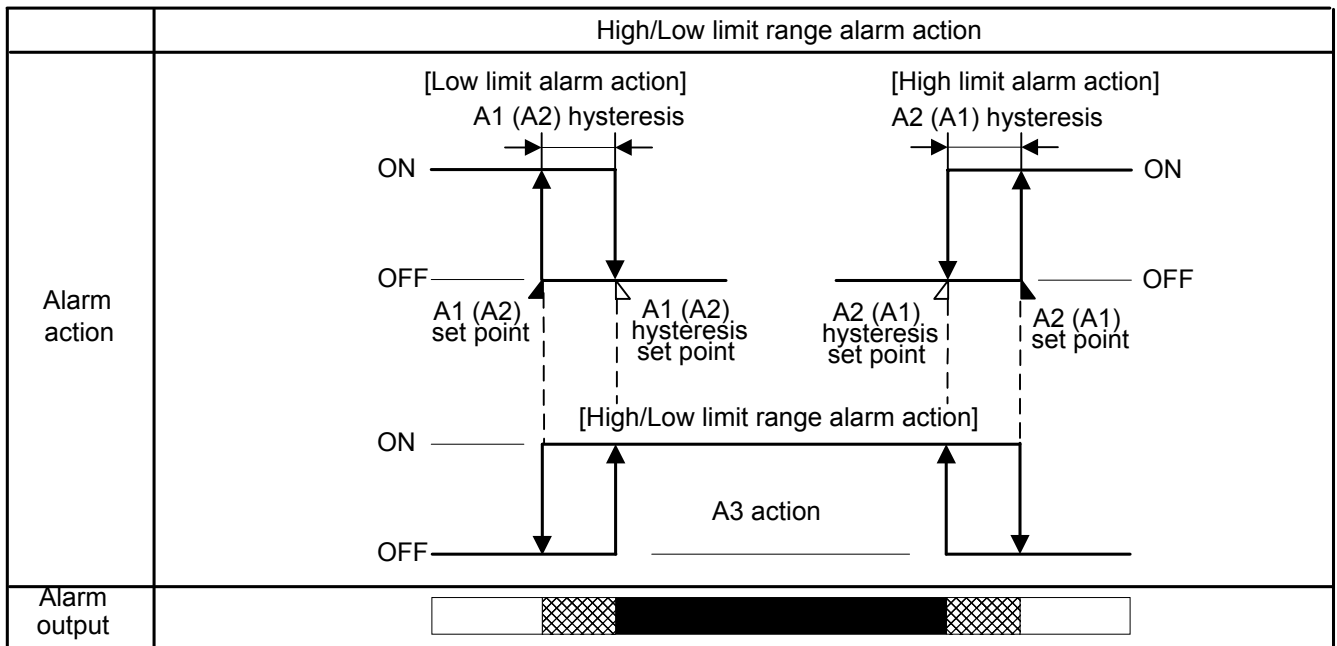 High/Low limit range alarm action
[Low limit alarm action]
[High limit alarm action]
A1 (A2) hysteresis
A2 (A1) hysteresis
ON
ON
OFF
OFF
Alarm
action
A1 (A2)
set point
A1 (A2)
hysteresis
set point
A2 (A1)
hysteresis
set point
A2 (A1)
set point
[High/Low limit range alarm action]
ON
A3 action
OFF
Alarm
output